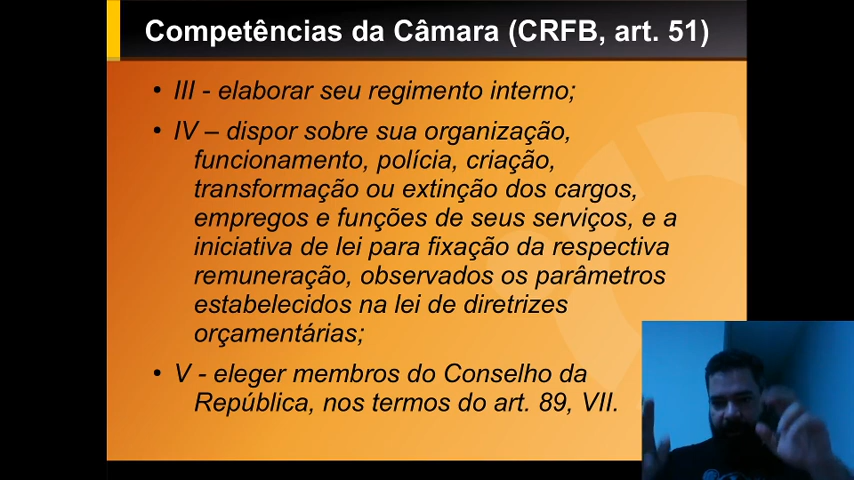 Competências da Câmara (CRFB, art. 51)
• III - elaborar seu regimento interno;
• IV – dispor sobre sua organização,
funcionamento, polícia, criação,
transformação ou extinção dos cargos,
empregos e funções de seus serviços, e a
iniciativa de lei para fixação da respectiva
remuneração, observados os parâmetros
estabelecidos na lei de diretrizes
orçamentárias;
• V - eleger membros do Conselho da
República, nos termos do art. 89, VII.